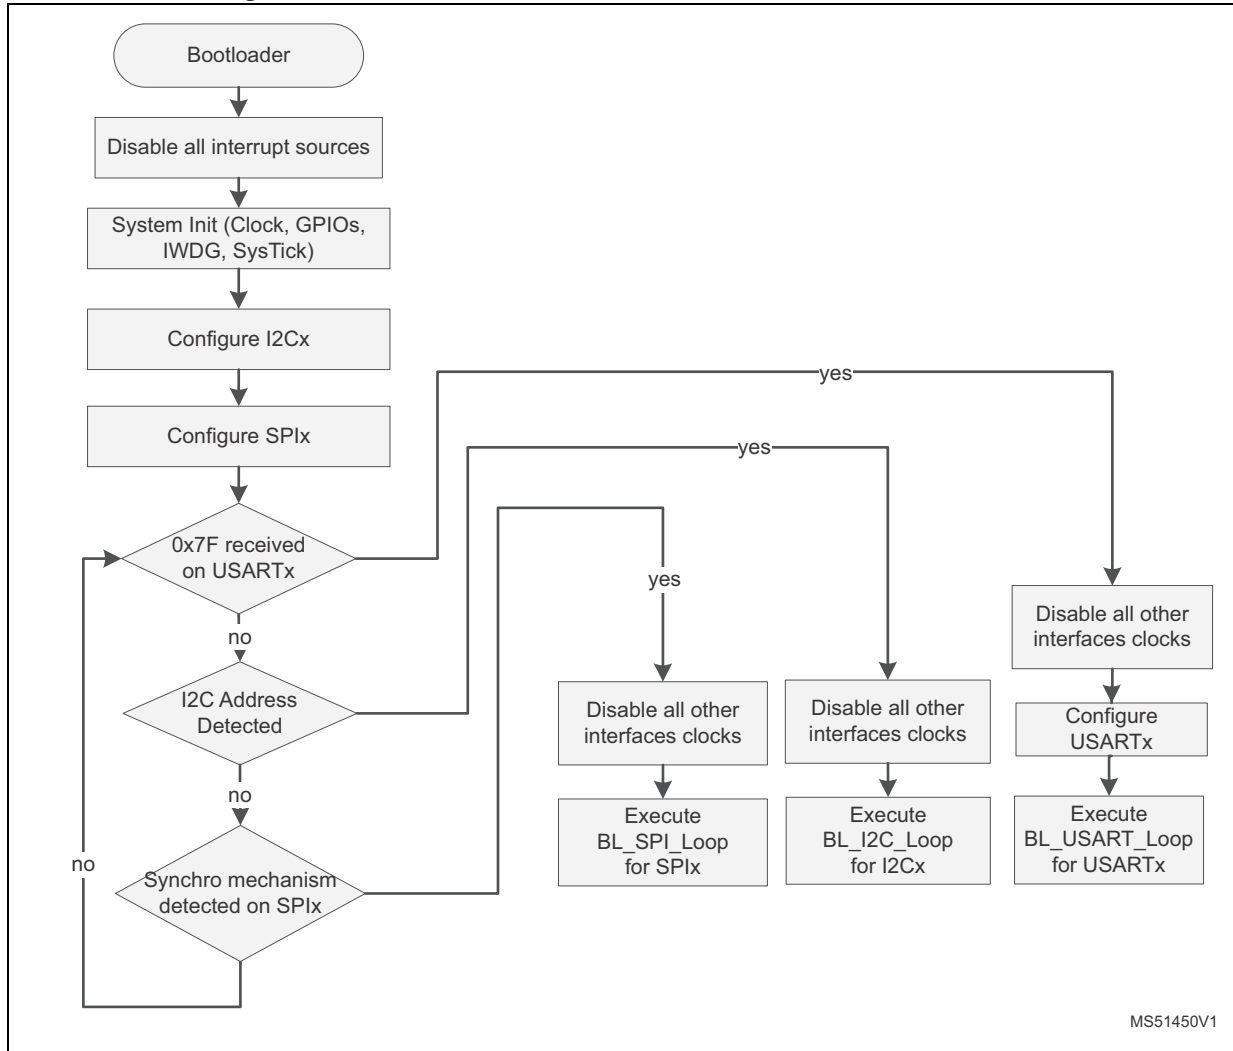 Bootloader
Disable all interrupt sources
System Init (Clock, GPIOs,
IWDG, SysTick)
Configure I2Cx
Configure SPIx
0x7F received
on USARTx
no
I2C Address
Detected
no
Synchro mechanism
detected on SPIx
no
yes
yes
yes
Disable all other
interfaces clocks
Execute
BL_SPI_Loop
for SPIx
Disable all other
interfaces clocks
Execute
BL_I2C_Loop
for I2Cx
Disable all other
interfaces clocks
Configure
USARTx
Execute
BL_USART_Loop
for USARTx
MS51450V1